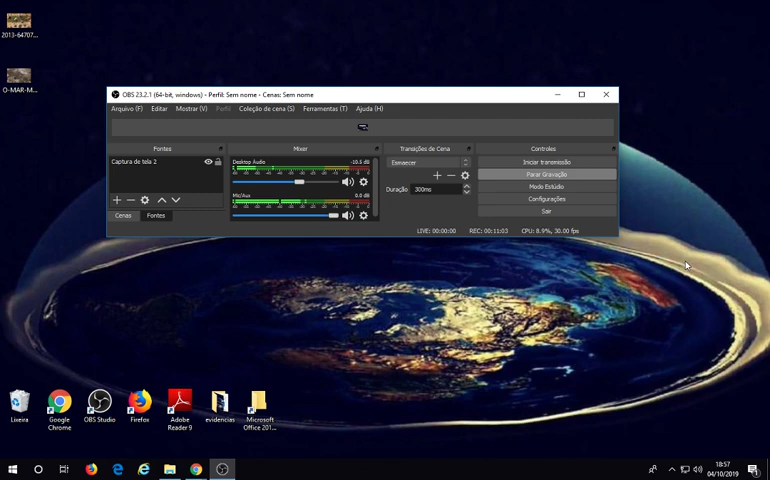 2013-64707...
O-MAR-M...
OBS 23.2.1 (64-bit, windows) - Perfil: Sem nome - Cenas: Sem nome
Arquivo (F) Editar Mostrar (V) Perfil Coleção de cena (S) Ferramentas (T) Ajuda (H)
Fontes Mixer Transições de Cena Controles
Captura de tela 2
Desktop Audio -10.5 dB
Mic/Aux 0.0 dB
Esmaecer
Duração 300ms
Iniciar transmissão
Parar Gravação
Modo Estúdio
Configurações
Sair
Cenas Fontes
LIVE: 00:00:00 REC: 00:11:03 CPU: 8.9%, 30.00 fps
Lixeira
Google Chrome
OBS Studio
Firefox
Adobe Reader 9
evidencias
Microsoft Office 201...
18:57
04/10/2019